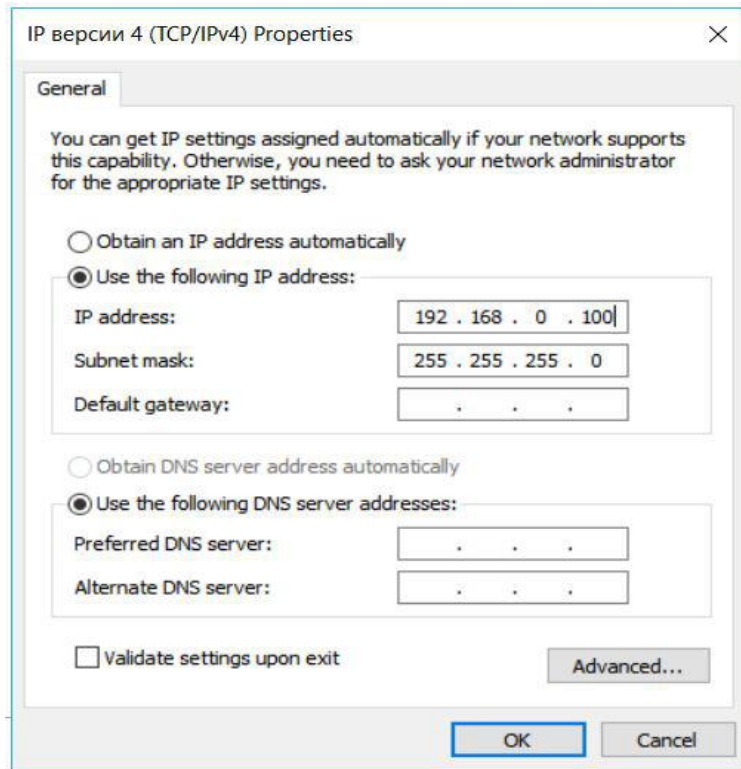 IP версии 4 (TCP/IPv4) Properties
General
You can get IP settings assigned automatically if your network supports
this capability. Otherwise, you need to ask your network administrator
for the appropriate IP settings.
Obtain an IP address automatically
Use the following IP address:
IP address: 192 . 168 . 0 . 100
Subnet mask: 255 . 255 . 255 . 0
Default gateway: . . .
Obtain DNS server address automatically
Use the following DNS server addresses:
Preferred DNS server: . . .
Alternate DNS server: . . .
Validate settings upon exit
Advanced...
OK Cancel